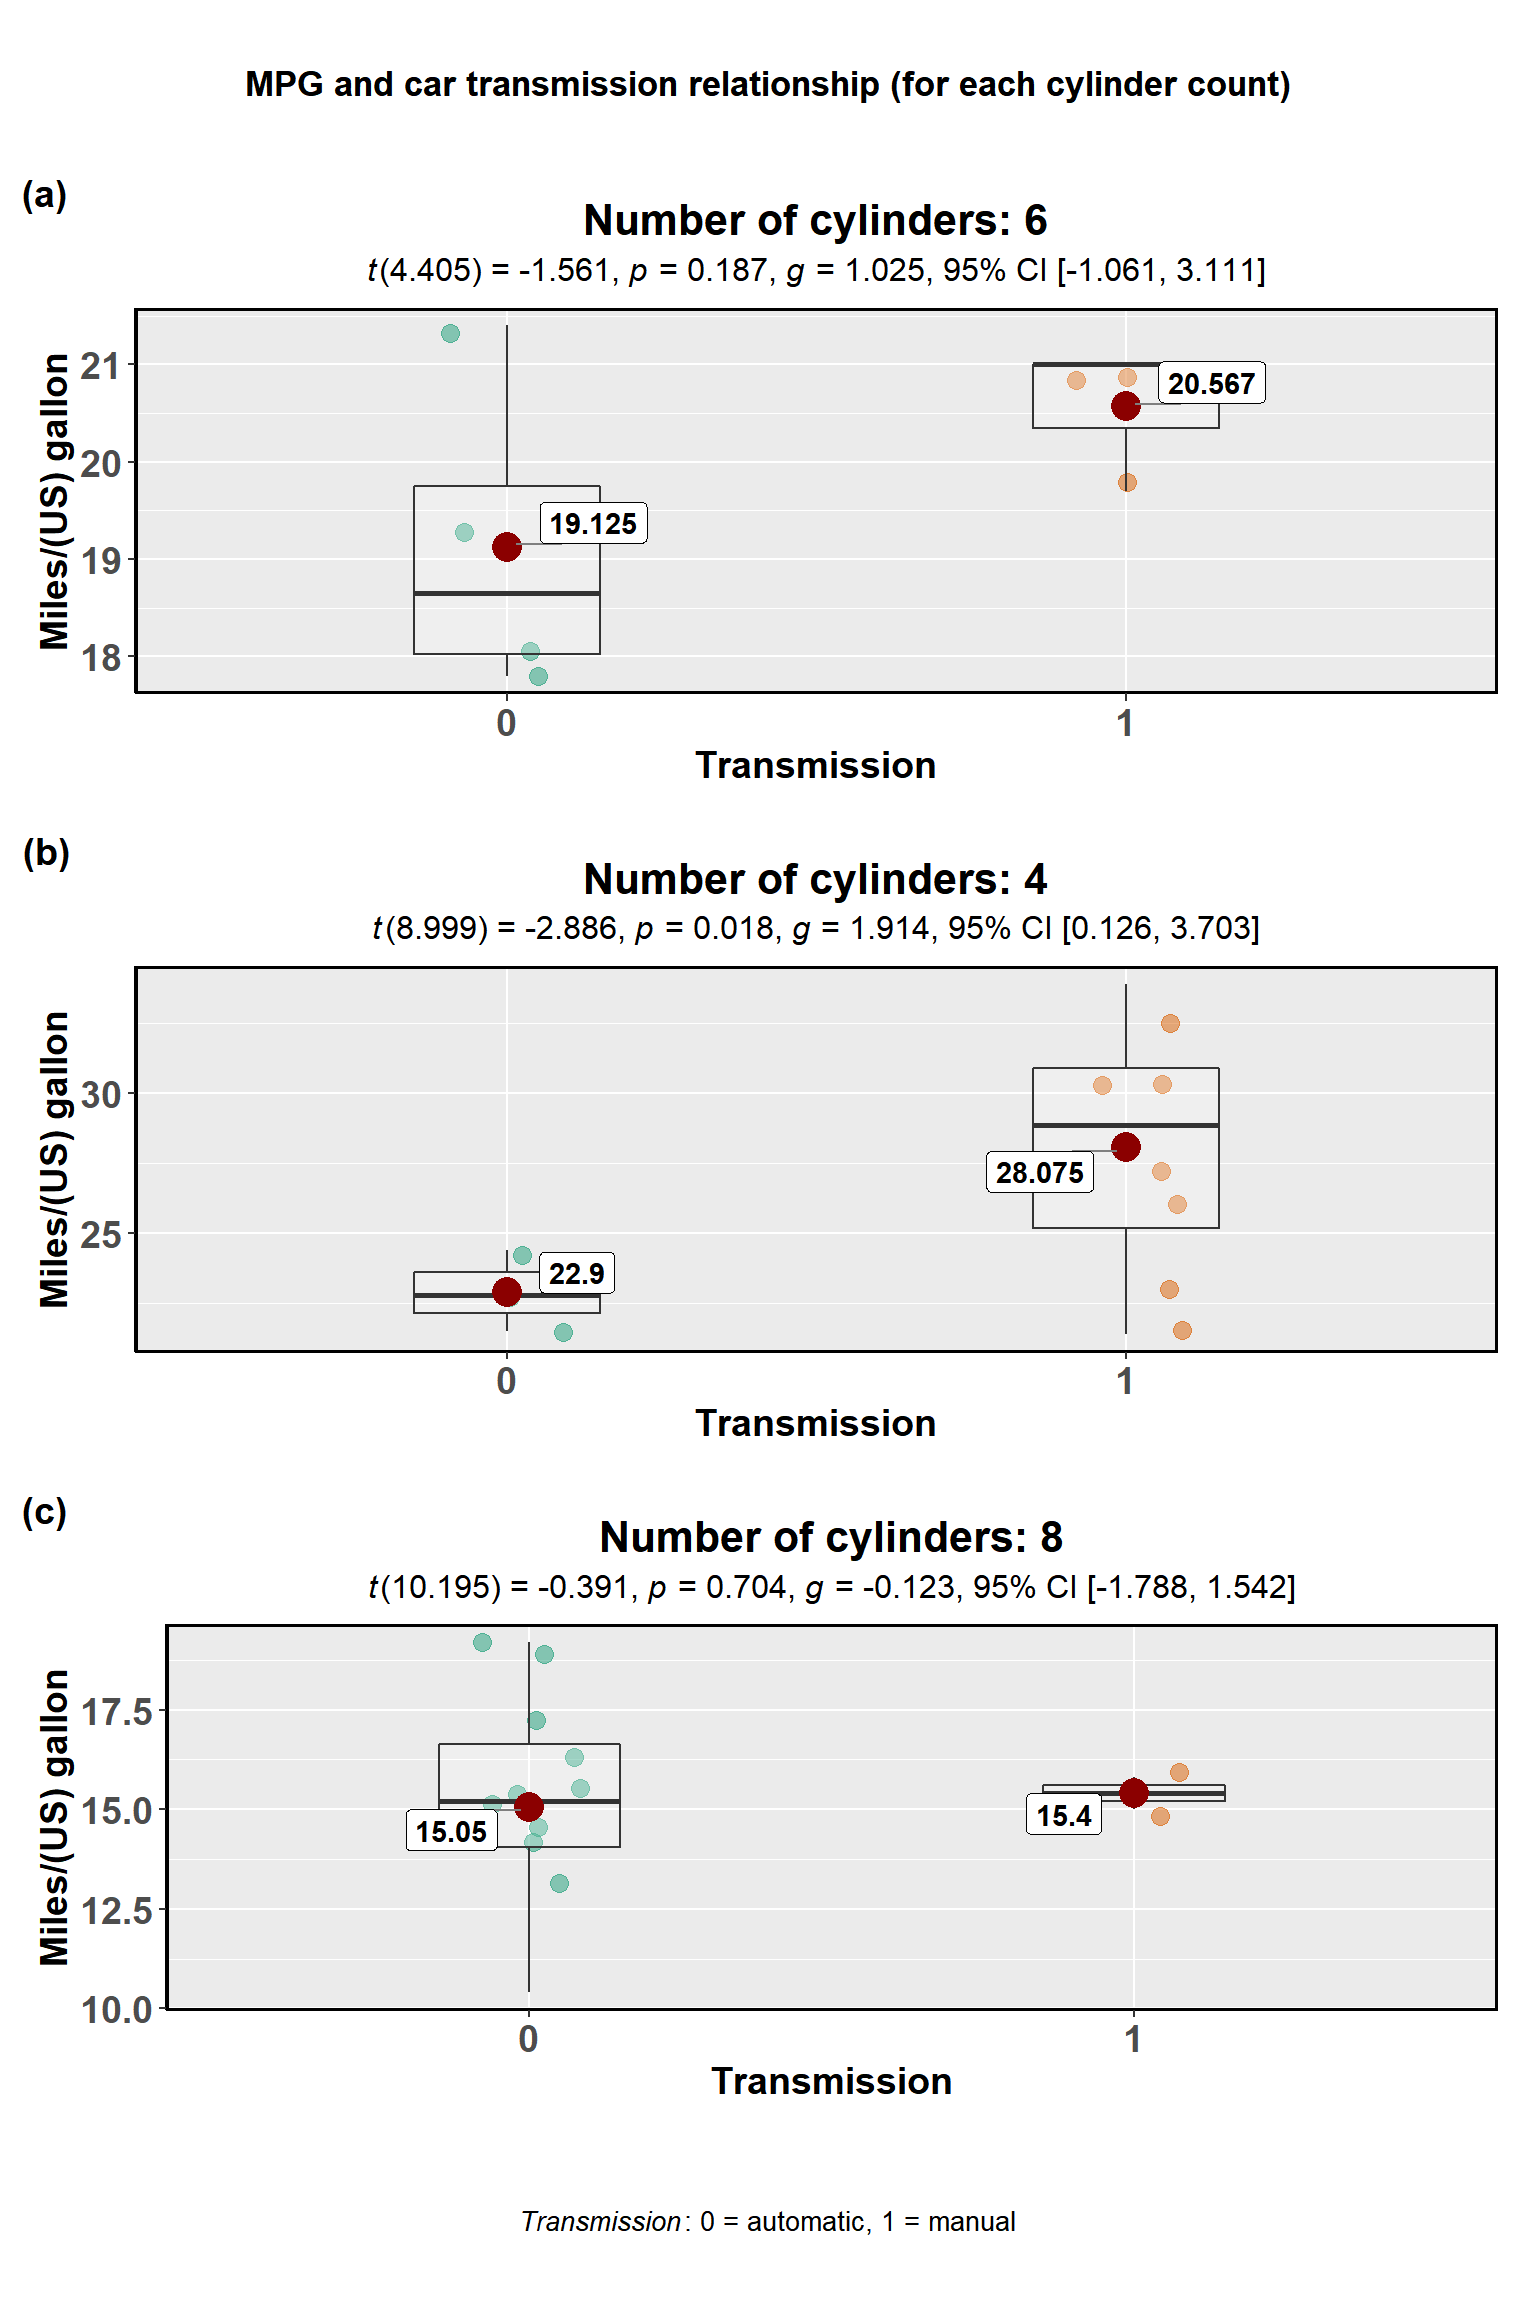 MPG and car transmission relationship (for each cylinder count)
(a)
Number of cylinders: 6
t(4.405) = -1.561, p = 0.187, g = 1.025, 95% CI [-1.061, 3.111]
Miles/(US) gallon
21
20
19
18
20.567
19.125
0 1
Transmission
(b)
Number of cylinders: 4
t(8.999) = -2.886, p = 0.018, g = 1.914, 95% CI [0.126, 3.703]
Miles/(US) gallon
30
25
28.075
22.9
0 1
Transmission
(c)
Number of cylinders: 8
t(10.195) = -0.391, p = 0.704, g = -0.123, 95% CI [-1.788, 1.542]
Miles/(US) gallon
17.5
15.0
12.5
10.0
15.05
15.4
0 1
Transmission
Transmission: 0 = automatic, 1 = manual